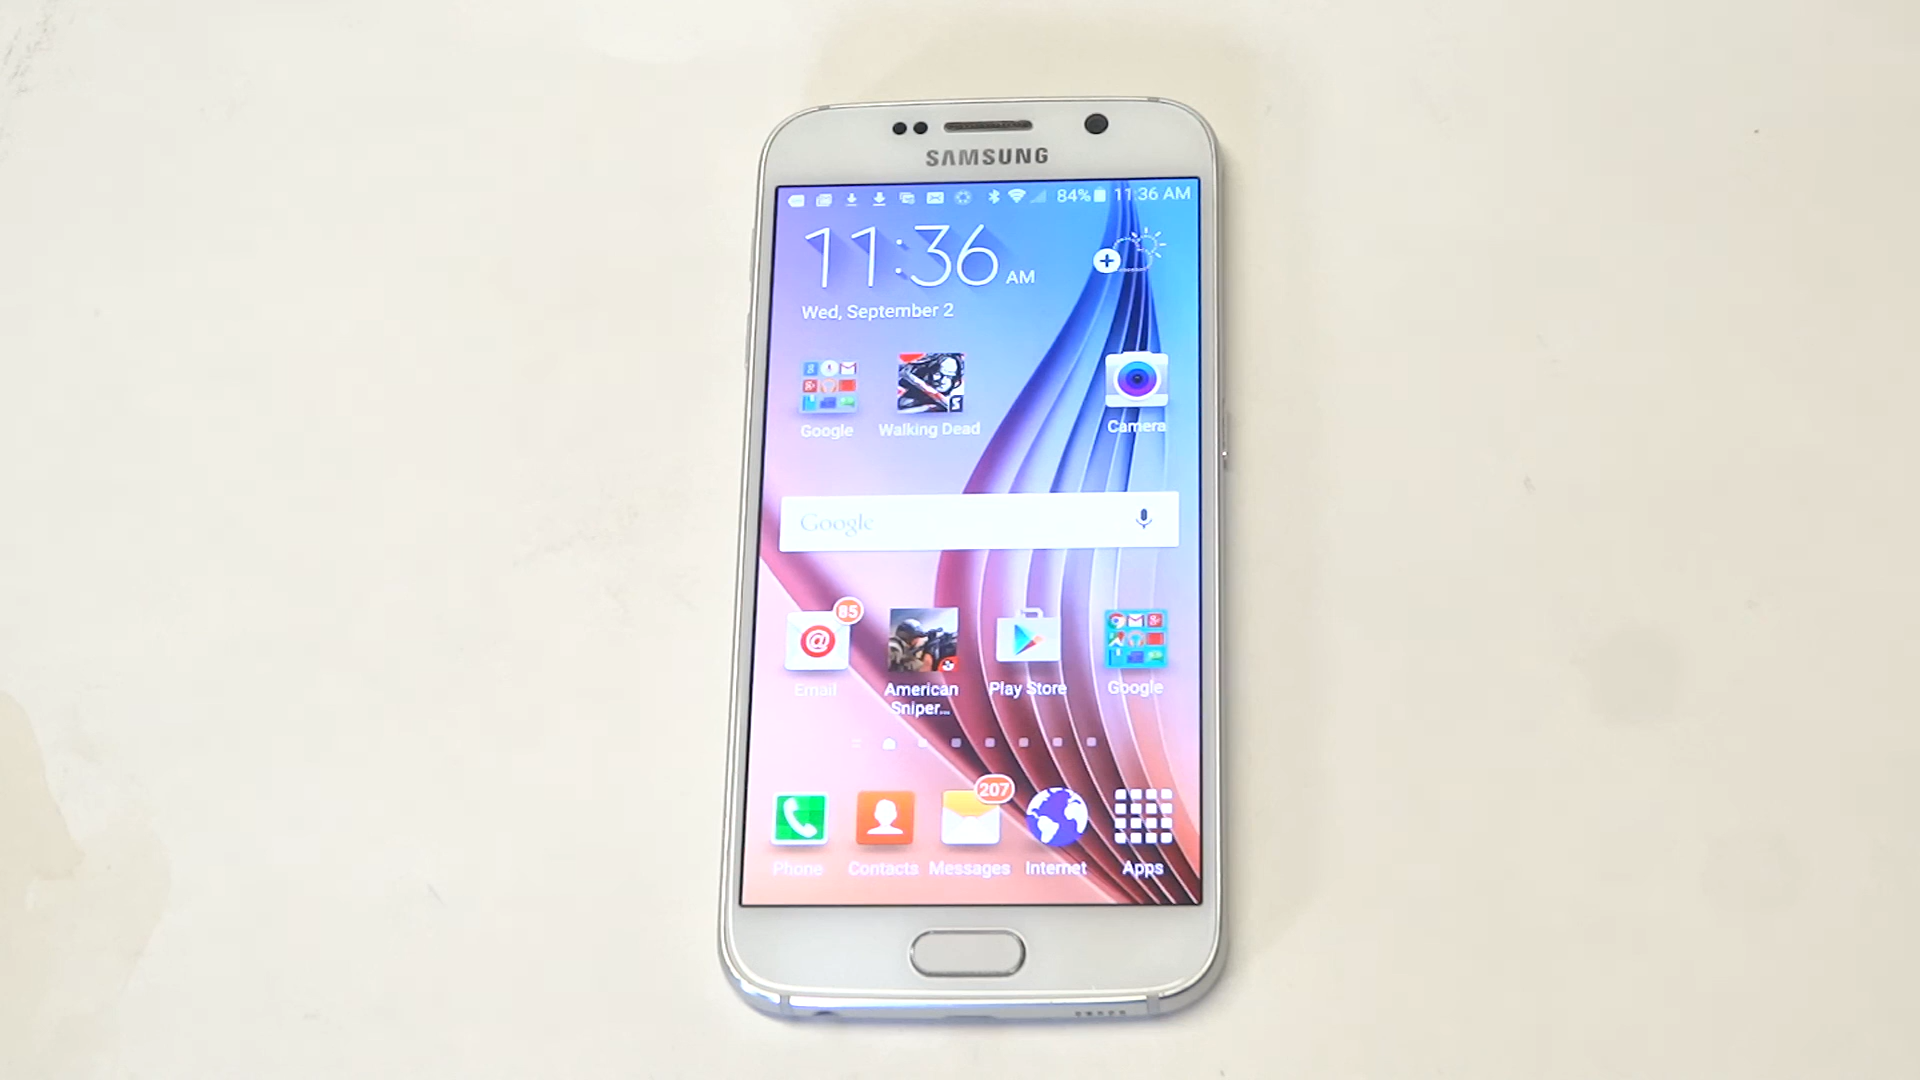 SAMSUNG
84% 11:36 AM
11:36 AM
Wed, September 2
Google Walking Dead Camera
Google
85
Email American Play Store Google
Sniper...
207
Phone Contacts Messages Internet Apps